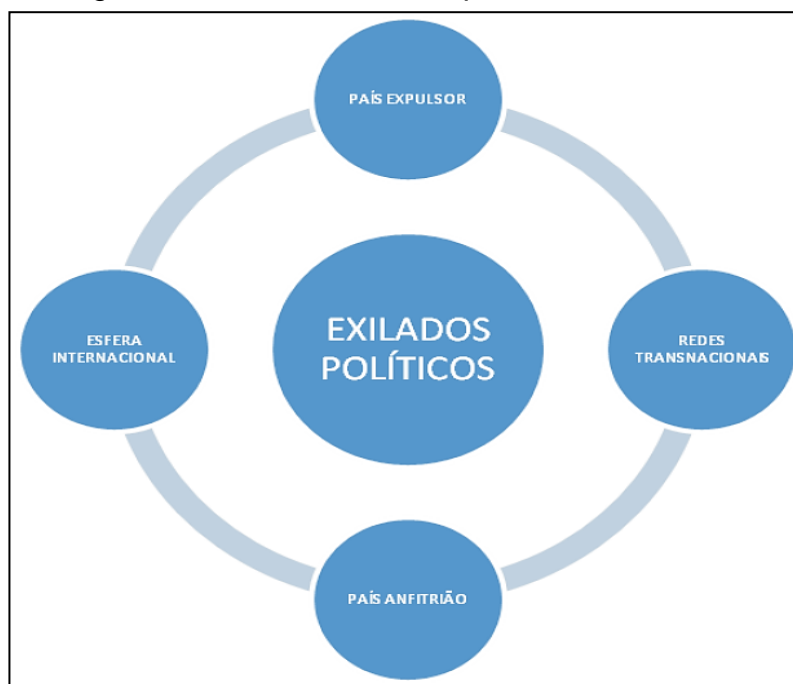 PAÍS EXPULSOR
EXILADOS
POLÍTICOS
ESFERA
INTERNACIONAL
REDES
TRANSNACIONAIS
PAÍS ANFITRIÃO